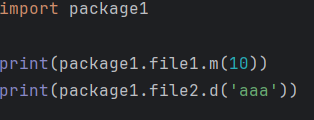 import package1
print(package1.file1.m(10))
print(package1.file2.d('aaa'))